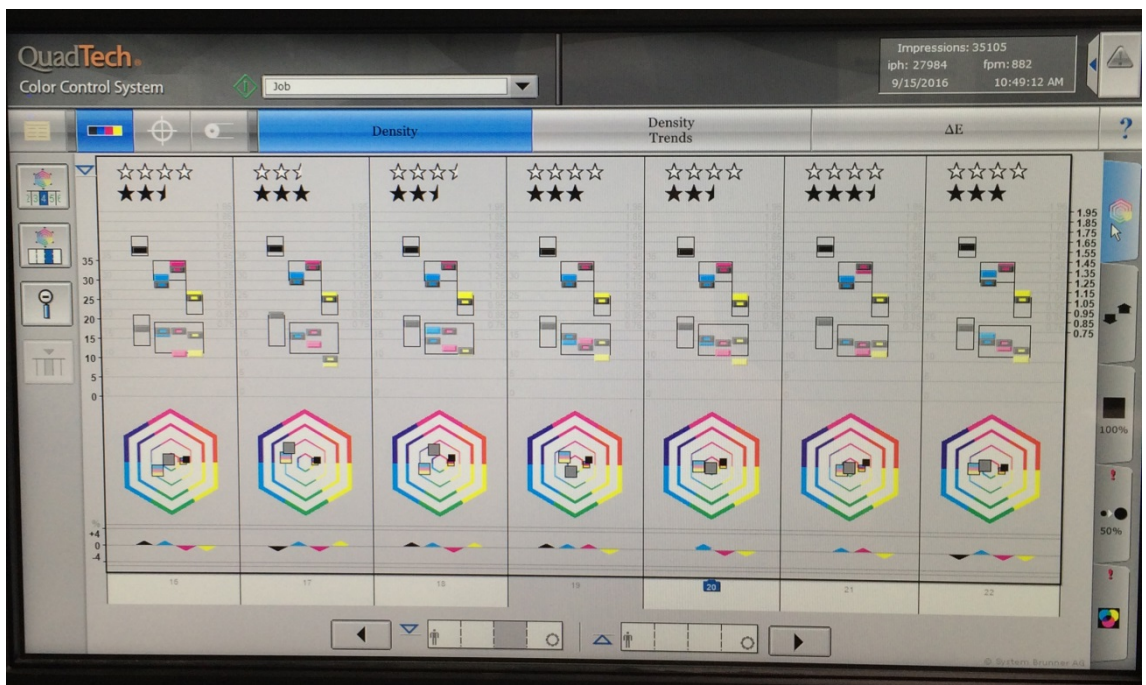 QuadTech
Color Control System
Job
Impressions: 35105
iph: 27984 fpm: 882
9/15/2016 10:49:12 AM
Density
Density
Trends
ΔE
?
35
30
25
20
15
10
5
0
1.95
1.85
1.75
1.65
1.55
1.45
1.35
1.25
1.15
1.05
0.95
0.85
0.75
100%
50%
%
+4
0
-4
16 17 18 19 20 21 22
© System Brunner AG